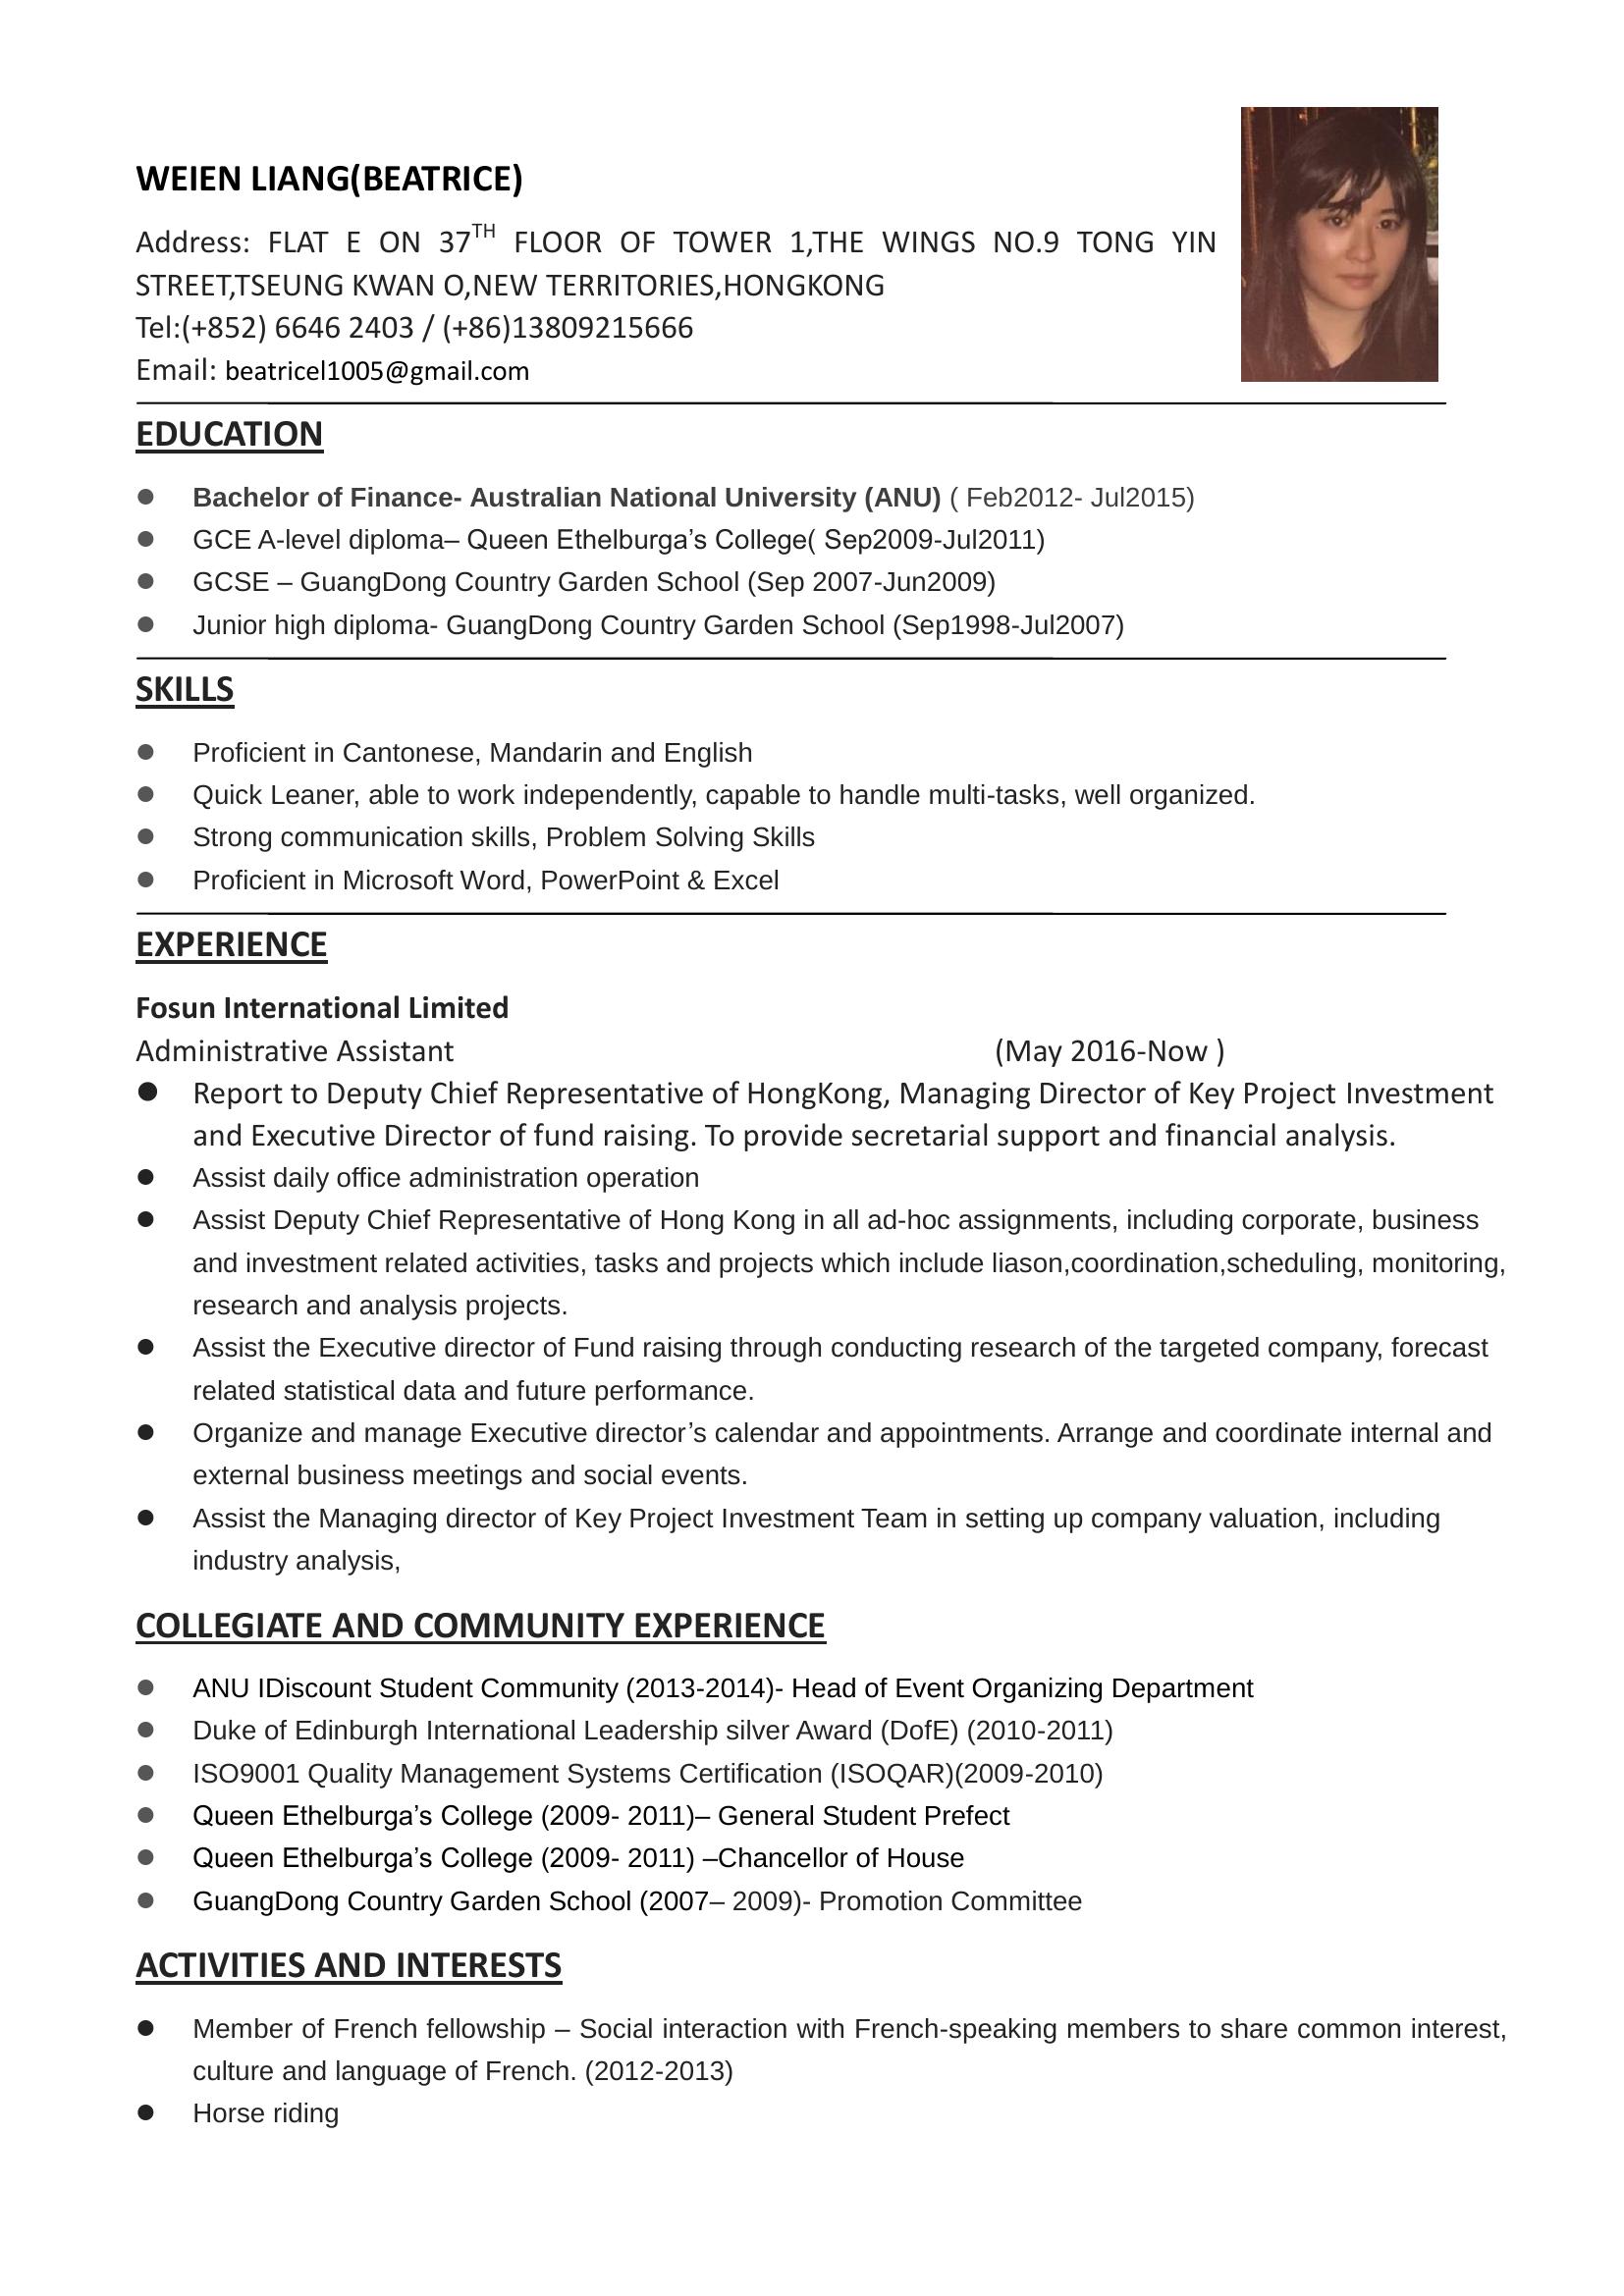 WEIEN LIANG(BEATRICE)
Address: FLAT E ON 37TH FLOOR OF TOWER 1,THE WINGS NO.9 TONG YIN
STREET,TSEUNG KWAN O,NEW TERRITORIES,HONGKONG
Tel:(+852) 6646 2403 / (+86)13809215666
Email: beatricel1005@gmail.com
EDUCATION
● Bachelor of Finance- Australian National University (ANU) ( Feb2012- Jul2015)
● GCE A-level diploma– Queen Ethelburga’s College( Sep2009-Jul2011)
● GCSE – GuangDong Country Garden School (Sep 2007-Jun2009)
● Junior high diploma- GuangDong Country Garden School (Sep1998-Jul2007)
SKILLS
● Proficient in Cantonese, Mandarin and English
● Quick Leaner, able to work independently, capable to handle multi-tasks, well organized.
● Strong communication skills, Problem Solving Skills
● Proficient in Microsoft Word, PowerPoint & Excel
EXPERIENCE
Fosun International Limited
Administrative Assistant (May 2016-Now )
● Report to Deputy Chief Representative of HongKong, Managing Director of Key Project Investment
and Executive Director of fund raising. To provide secretarial support and financial analysis.
● Assist daily office administration operation
● Assist Deputy Chief Representative of Hong Kong in all ad-hoc assignments, including corporate, business
and investment related activities, tasks and projects which include liason,coordination,scheduling, monitoring,
research and analysis projects.
● Assist the Executive director of Fund raising through conducting research of the targeted company, forecast
related statistical data and future performance.
● Organize and manage Executive director’s calendar and appointments. Arrange and coordinate internal and
external business meetings and social events.
● Assist the Managing director of Key Project Investment Team in setting up company valuation, including
industry analysis,
COLLEGIATE AND COMMUNITY EXPERIENCE
● ANU IDiscount Student Community (2013-2014)- Head of Event Organizing Department
● Duke of Edinburgh International Leadership silver Award (DofE) (2010-2011)
● ISO9001 Quality Management Systems Certification (ISOQAR)(2009-2010)
● Queen Ethelburga’s College (2009- 2011)– General Student Prefect
● Queen Ethelburga’s College (2009- 2011) –Chancellor of House
● GuangDong Country Garden School (2007– 2009)- Promotion Committee
ACTIVITIES AND INTERESTS
● Member of French fellowship – Social interaction with French-speaking members to share common interest,
culture and language of French. (2012-2013)
● Horse riding